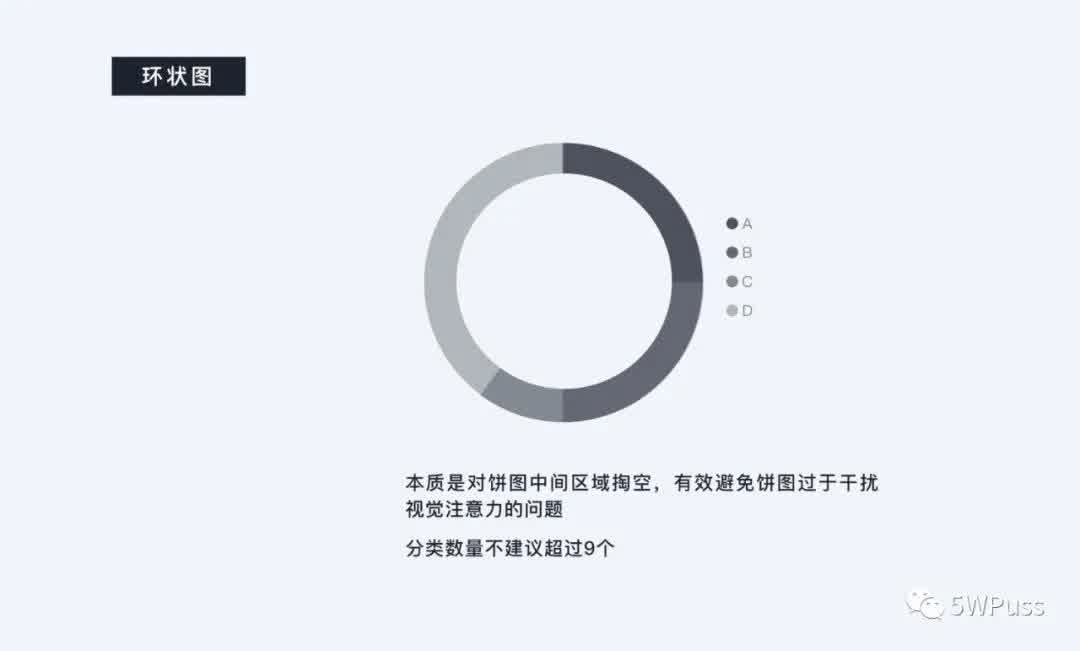 环状图
A
B
C
D
本质是对饼图中间区域掏空，有效避免饼图过于干扰
视觉注意力的问题
分类数量不建议超过9个
5WPuss